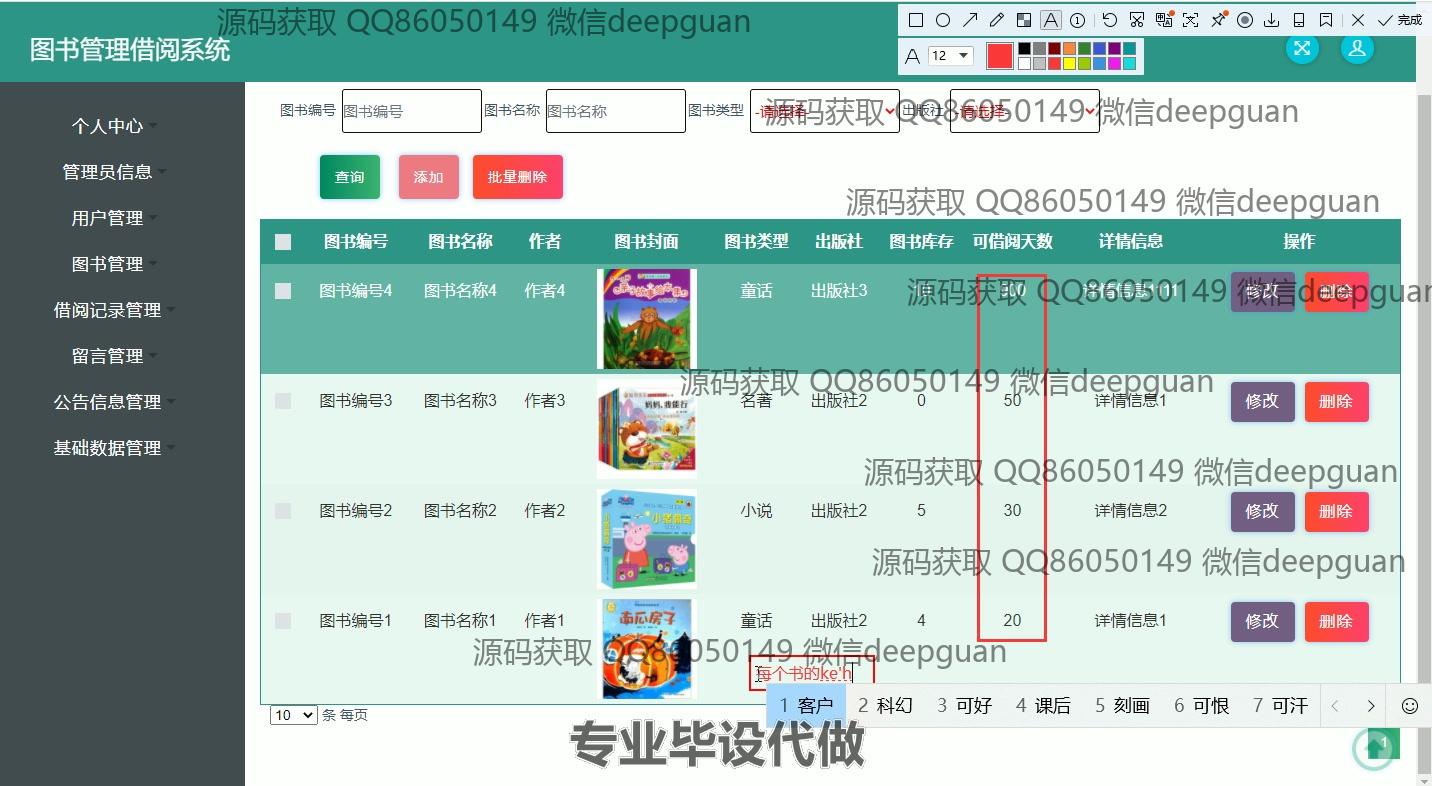 源码获取 QQ86050149 微信deepguan
完成
图书管理借阅系统
12
个人中心
管理员信息
用户管理
图书管理
借阅记录管理
留言管理
公告信息管理
基础数据管理
图书编号 图书编号 图书名称 图书名称 图书类型 -请选择- 出版社 -请选择-
源码获取 QQ86050149 微信deepguan
查询 添加 批量删除
源码获取 QQ86050149 微信deepguan
图书编号 图书名称 作者 图书封面 图书类型 出版社 图书库存 可借阅天数 详情信息 操作
图书编号4 图书名称4 作者4 童话 出版社3 修改 删除
源码获取 QQ86050149 微信deepguan
源码获取 QQ86050149 微信deepguan
图书编号3 图书名称3 作者3 名著 出版社2 0 50 详情信息1 修改 删除
妈妈,我能行
源码获取 QQ86050149 微信deepguan
图书编号2 图书名称2 作者2 小说 出版社2 5 30 详情信息2 修改 删除
小猪佩奇
源码获取 QQ86050149 微信deepguan
图书编号1 图书名称1 作者1 童话 出版社2 4 20 详情信息1 修改 删除
南瓜房子
源码获取 QQ86050149 微信deepguan
每个书的ke'h
1 客户 2 科幻 3 可好 4 课后 5 刻画 6 可恨 7 可汗
10 条 每页
1
专业毕设代做